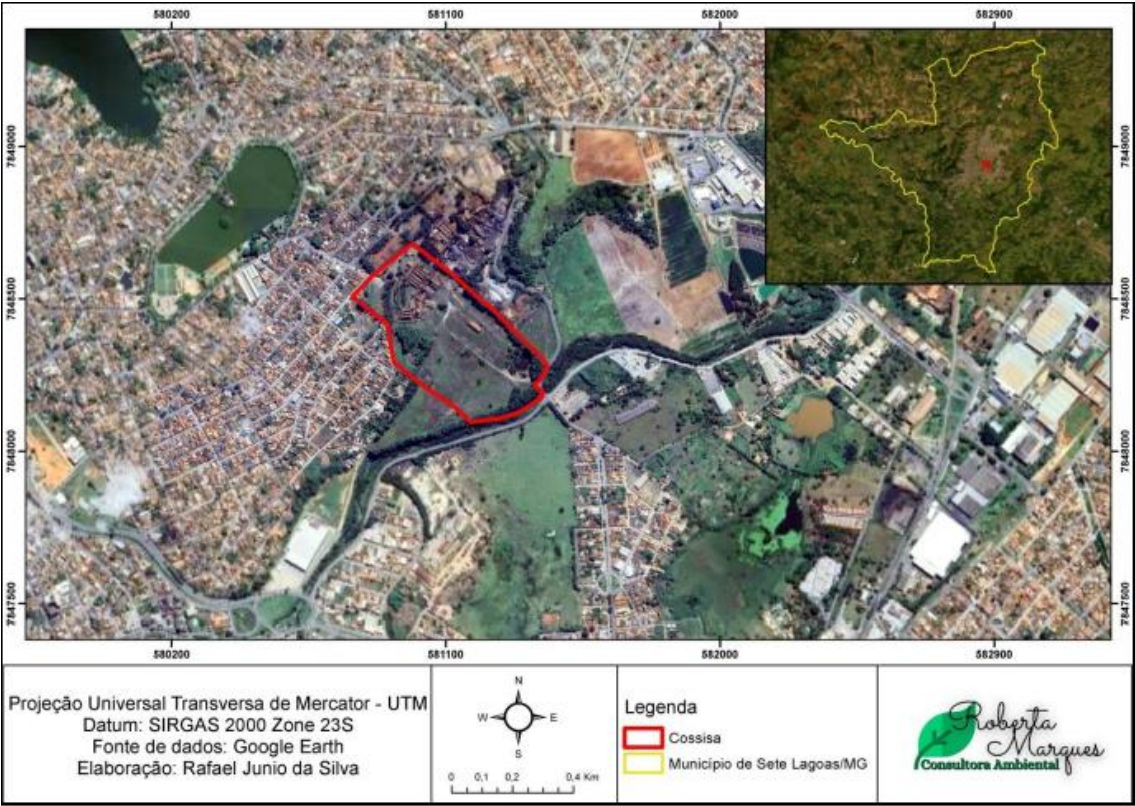 580200 581100 582000 582900
7849000 7849000
7848500 7848500
7848000 7848000
7847500 7847500
580200 581100 582000 582900
Projeção Universal Transversa de Mercator - UTM
Datum: SIRGAS 2000 Zone 23S
Fonte de dados: Google Earth
Elaboração: Rafael Junio da Silva
N
W E
S
0 0,1 0,2 0,4 Km
Legenda
Cossisa
Município de Sete Lagoas/MG
Roberta
Marques
Consultora Ambiental